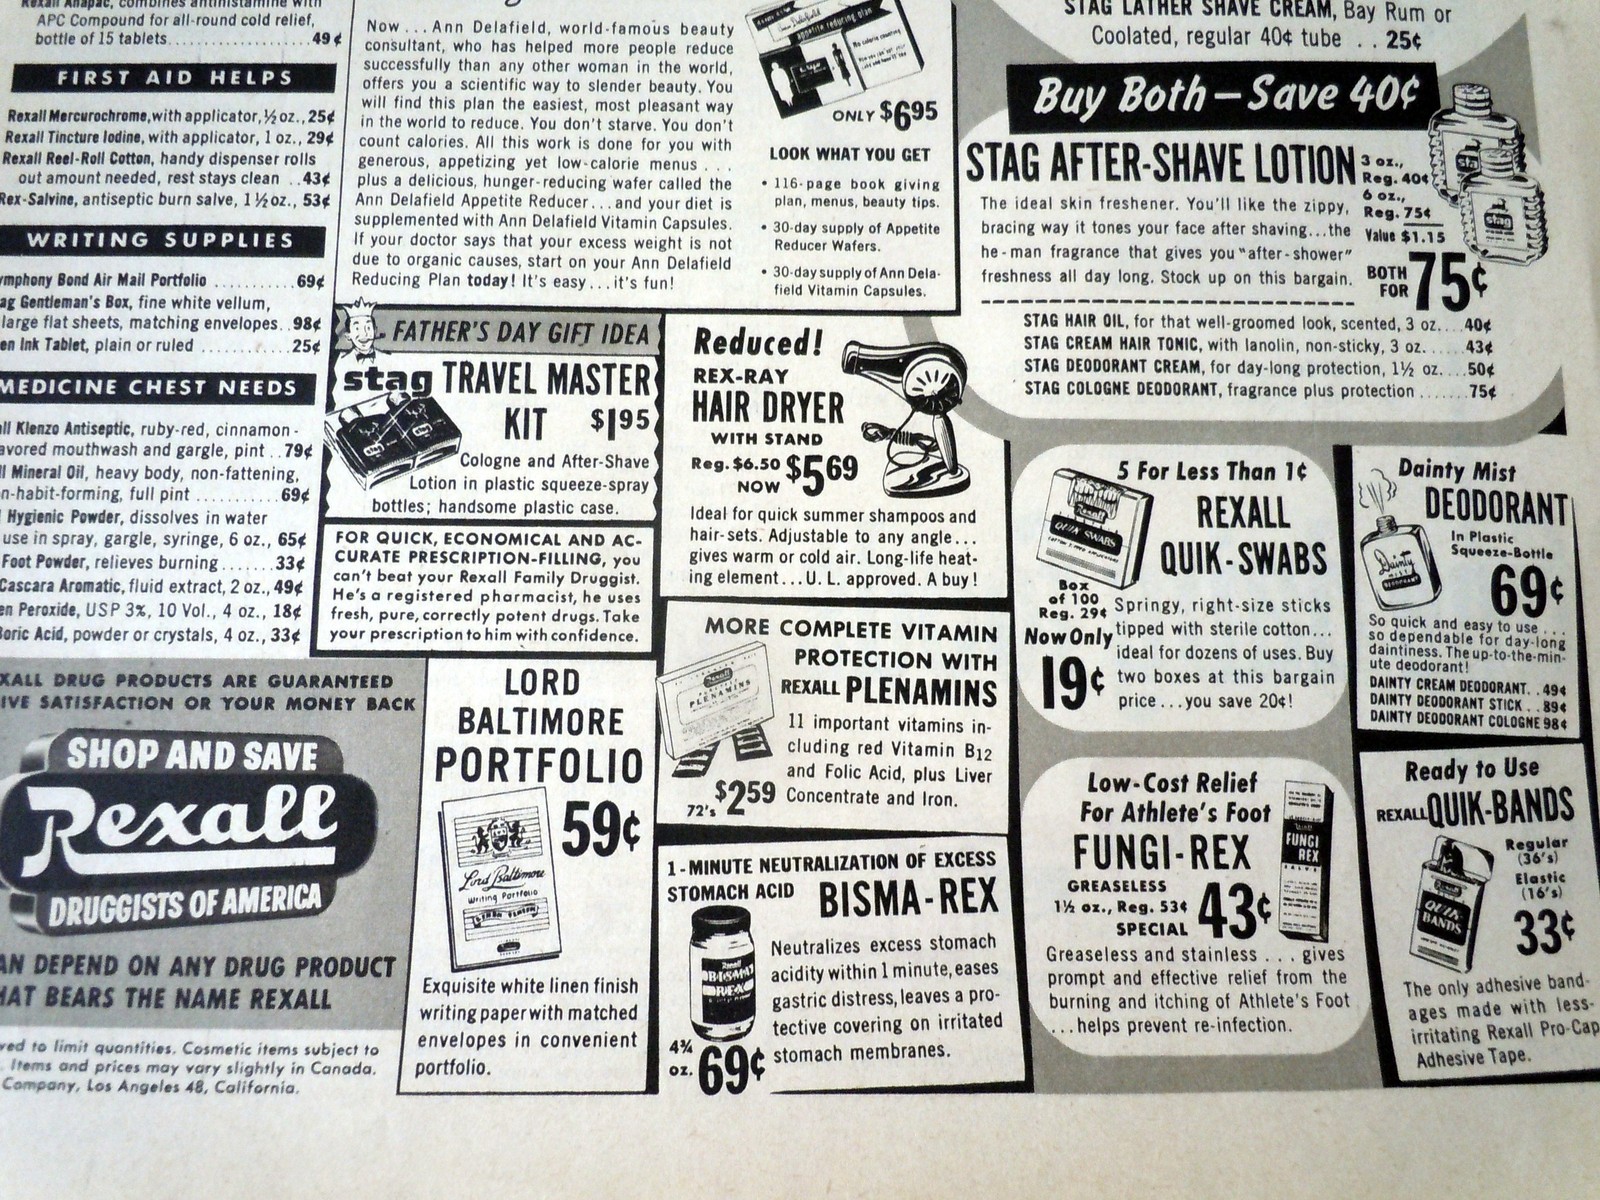 Rexall Anapac, combines antihistamine with
APC Compound for all-round cold relief,
bottle of 15 tablets 49¢
FIRST AID HELPS
Rexall Mercurochrome, with applicator, ½ oz., 25¢
Rexall Tincture Iodine, with applicator, 1 oz., 29¢
Rexall Reel-Roll Cotton, handy dispenser rolls
out amount needed, rest stays clean .. 43¢
Rex-Salvine, antiseptic burn salve, 1½ oz., 53¢
WRITING SUPPLIES
ymphony Bond Air Mail Portfolio ............ 69¢
ag Gentleman's Box, fine white vellum,
large flat sheets, matching envelopes.. 98¢
en Ink Tablet, plain or ruled ............ 25¢
MEDICINE CHEST NEEDS
ll Klenzo Antiseptic, ruby-red, cinnamon-
avored mouthwash and gargle, pint .. 79¢
ll Mineral Oil, heavy body, non-fattening,
n-habit-forming, full pint ............ 69¢
Hygienic Powder, dissolves in water
use in spray, gargle, syringe, 6 oz., 65¢
Foot Powder, relieves burning ........ 33¢
Cascara Aromatic, fluid extract, 2 oz., 49¢
en Peroxide, USP 3%, 10 Vol., 4 oz., 18¢
Boric Acid, powder or crystals, 4 oz., 33¢
XALL DRUG PRODUCTS ARE GUARANTEED
IVE SATISFACTION OR YOUR MONEY BACK
SHOP AND SAVE
Rexall
DRUGGISTS OF AMERICA
AN DEPEND ON ANY DRUG PRODUCT
HAT BEARS THE NAME REXALL
ved to limit quantities. Cosmetic items subject to
. Items and prices may vary slightly in Canada.
Company, Los Angeles 48, California.
Now ... Ann Delafield, world-famous beauty
consultant, who has helped more people reduce
successfully than any other woman in the world,
offers you a scientific way to slender beauty. You
will find this plan the easiest, most pleasant way
in the world to reduce. You don't starve. You don't
count calories. All this work is done for you with
generous, appetizing yet low-calorie menus . . .
plus a delicious, hunger-reducing wafer called the
Ann Delafield Appetite Reducer ... and your diet is
supplemented with Ann Delafield Vitamin Capsules.
If your doctor says that your excess weight is not
due to organic causes, start on your Ann Delafield
Reducing Plan today! It's easy ... it's fun!
appetite reducing plan
No calorie counting
ONLY $6.95
LOOK WHAT YOU GET
• 116-page book giving
plan, menus, beauty tips.
• 30-day supply of Appetite
Reducer Wafers.
• 30-day supply of Ann Dela-
field Vitamin Capsules.
FATHER'S DAY GIFT IDEA
stag TRAVEL MASTER
KIT $1.95
Cologne and After-Shave
Lotion in plastic squeeze-spray
bottles; handsome plastic case.
FOR QUICK, ECONOMICAL AND AC-
CURATE PRESCRIPTION-FILLING, you
can't beat your Rexall Family Druggist.
He's a registered pharmacist, he uses
fresh, pure, correctly potent drugs. Take
your prescription to him with confidence.
LORD
BALTIMORE
PORTFOLIO
59¢
Lord Baltimore
Writing Portfolio
Exquisite white linen finish
writing paper with matched
envelopes in convenient
portfolio.
Reduced!
REX-RAY
HAIR DRYER
WITH STAND
Reg. $6.50
NOW $5.69
Ideal for quick summer shampoos and
hair-sets. Adjustable to any angle ...
gives warm or cold air. Long-life heat-
ing element ... U. L. approved. A buy!
MORE COMPLETE VITAMIN
PROTECTION WITH
REXALL PLENAMINS
Rexall
PLENAMINS
11 important vitamins in-
cluding red Vitamin B12
and Folic Acid, plus Liver
Concentrate and Iron.
72's $2.59
1-MINUTE NEUTRALIZATION OF EXCESS
STOMACH ACID BISMA-REX
Rexall
BISMA-
REX
Neutralizes excess stomach
acidity within 1 minute, eases
gastric distress, leaves a pro-
tective covering on irritated
stomach membranes.
4¾
oz. 69¢
STAG LATHER SHAVE CREAM, Bay Rum or
Coolated, regular 40¢ tube .. 25¢
Buy Both – Save 40¢
STAG AFTER-SHAVE LOTION
3 oz.,
Reg. 40¢
6 oz.,
Reg. 75¢
Value $1.15
BOTH
FOR 75¢
stag
The ideal skin freshener. You'll like the zippy,
bracing way it tones your face after shaving ... the
he-man fragrance that gives you "after-shower"
freshness all day long. Stock up on this bargain.
STAG HAIR OIL, for that well-groomed look, scented, 3 oz. ... 40¢
STAG CREAM HAIR TONIC, with lanolin, non-sticky, 3 oz. ..... 43¢
STAG DEODORANT CREAM, for day-long protection, 1½ oz. .... 50¢
STAG COLOGNE DEODORANT, fragrance plus protection ....... 75¢
5 For Less Than 1¢
REXALL
QUIK-SWABS
Rexall
QUIK-SWABS
Box
of 100
Reg. 29¢
Now Only
19¢
Springy, right-size sticks
tipped with sterile cotton ...
ideal for dozens of uses. Buy
two boxes at this bargain
price ... you save 20¢!
Low-Cost Relief
For Athlete's Foot
FUNGI-REX
GREASELESS
1½ oz., Reg. 53¢
SPECIAL 43¢
FUNGI
REX
Greaseless and stainless . . . gives
prompt and effective relief from the
burning and itching of Athlete's Foot
... helps prevent re-infection.
Dainty Mist
DEODORANT
In Plastic
Squeeze-Bottle
69¢
Dainty
MIST
DEODORANT
So quick and easy to use . . .
so dependable for day-long
daintiness. The up-to-the-min-
ute deodorant!
DAINTY CREAM DEODORANT. . 49¢
DAINTY DEODORANT STICK . . 89¢
DAINTY DEODORANT COLOGNE 98¢
Ready to Use
REXALL QUIK-BANDS
QUIK-
BANDS
Regular
(36's)
Elastic
(16's)
33¢
The only adhesive band-
ages made with less-
irritating Rexall Pro-Cap
Adhesive Tape.